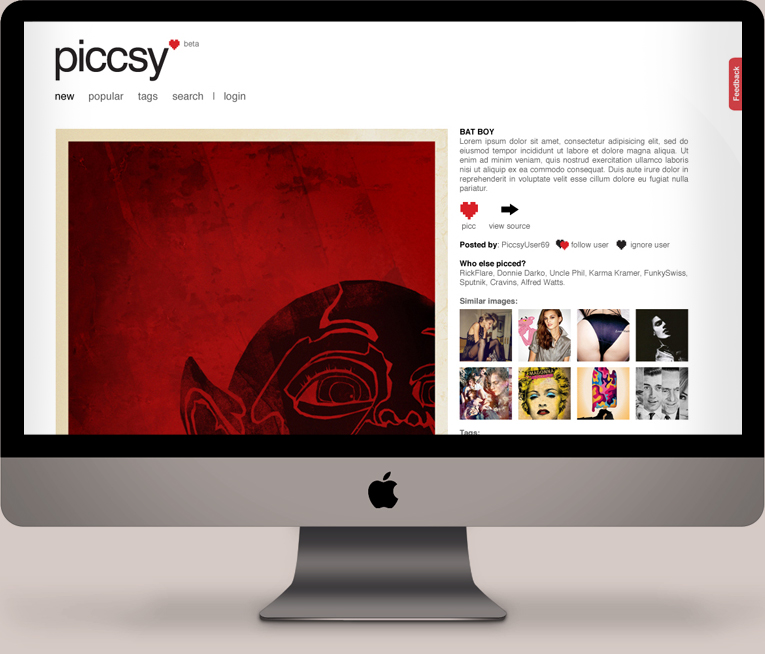 piccsy beta
new popular tags search | login
Feedback
BAT BOY
Lorem ipsum dolor sit amet, consectetur adipisicing elit, sed do
eiusmod tempor incididunt ut labore et dolore magna aliqua. Ut
enim ad minim veniam, quis nostrud exercitation ullamco laboris
nisi ut aliquip ex ea commodo consequat. Duis aute irure dolor in
reprehenderit in voluptate velit esse cillum dolore eu fugiat nulla
pariatur.
picc view source
Posted by: PiccsyUser69 follow user ignore user
Who else picced?
RickFlare, Donnie Darko, Uncle Phil, Karma Kramer, FunkySwiss,
Sputnik, Cravins, Alfred Watts.
Similar images:
MADONNA
Tags: